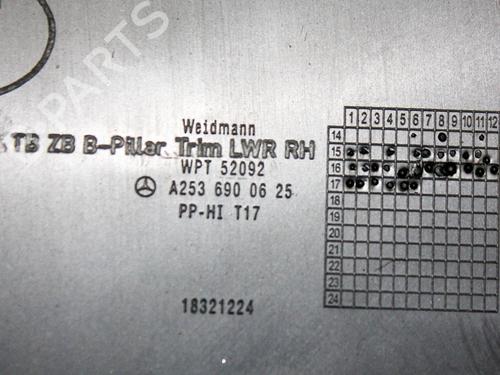 PARTS
Weidmann
TB ZB B-Pillar Trim LWR RH
WPT 52092
A253 690 06 25
PP-HI T17
18321224
1 2 3 4 5 6 7 8 9 10 11 12
14
15
16
17
18
19
20
21
22
23
24